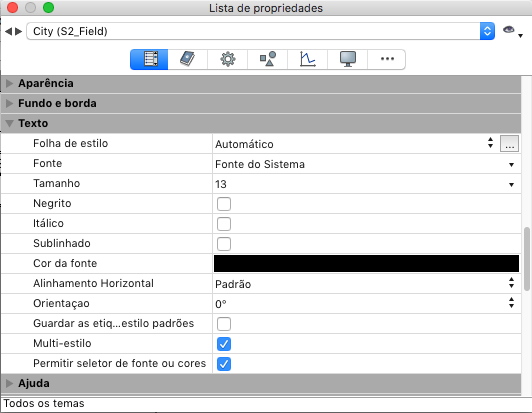 Lista de propriedades
City (S2_Field)
Aparência
Fundo e borda
Texto
Folha de estilo Automático ...
Fonte Fonte do Sistema
Tamanho 13
Negrito
Itálico
Sublinhado
Cor da fonte
Alinhamento Horizontal Padrão
Orientaçao 0°
Guardar as etiq...estilo padrões
Multi-estilo
Permitir seletor de fonte ou cores
Ajuda
Todos os temas